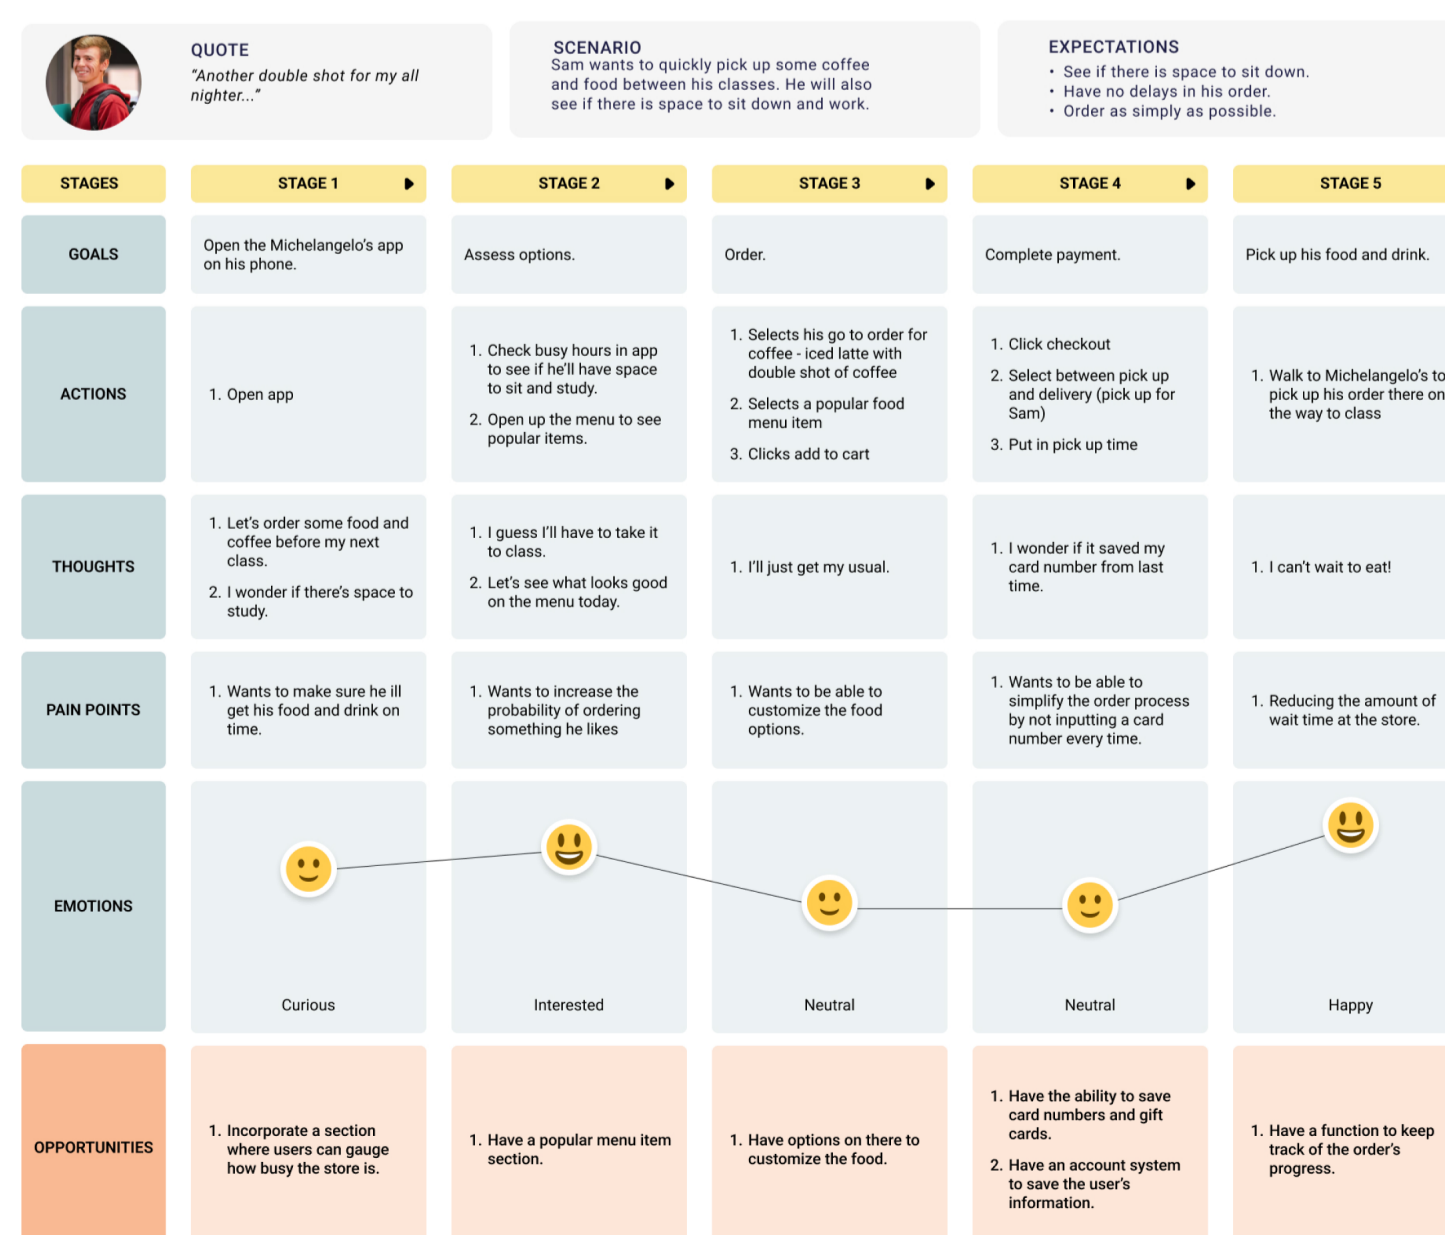 QUOTE
“Another double shot for my all
nighter...”
SCENARIO
Sam wants to quickly pick up some coffee
and food between his classes. He will also
see if there is space to sit down and work.
EXPECTATIONS
• See if there is space to sit down.
• Have no delays in his order.
• Order as simply as possible.
STAGES
STAGE 1
STAGE 2
STAGE 3
STAGE 4
STAGE 5
GOALS
Open the Michelangelo’s app
on his phone.
Assess options.
Order.
Complete payment.
Pick up his food and drink.
ACTIONS
1. Open app
1. Check busy hours in app
to see if he’ll have space
to sit and study.
2. Open up the menu to see
popular items.
1. Selects his go to order for
coffee - iced latte with
double shot of coffee
2. Selects a popular food
menu item
3. Clicks add to cart
1. Click checkout
2. Select between pick up
and delivery (pick up for
Sam)
3. Put in pick up time
1. Walk to Michelangelo’s to
pick up his order there on
the way to class
THOUGHTS
1. Let’s order some food and
coffee before my next
class.
2. I wonder if there’s space to
study.
1. I guess I’ll have to take it
to class.
2. Let’s see what looks good
on the menu today.
1. I’ll just get my usual.
1. I wonder if it saved my
card number from last
time.
1. I can’t wait to eat!
PAIN POINTS
1. Wants to make sure he ill
get his food and drink on
time.
1. Wants to increase the
probability of ordering
something he likes
1. Wants to be able to
customize the food
options.
1. Wants to be able to
simplify the order process
by not inputting a card
number every time.
1. Reducing the amount of
wait time at the store.
EMOTIONS
Curious
Interested
Neutral
Neutral
Happy
OPPORTUNITIES
1. Incorporate a section
where users can gauge
how busy the store is.
1. Have a popular menu item
section.
1. Have options on there to
customize the food.
1. Have the ability to save
card numbers and gift
cards.
2. Have an account system
to save the user’s
information.
1. Have a function to keep
track of the order’s
progress.